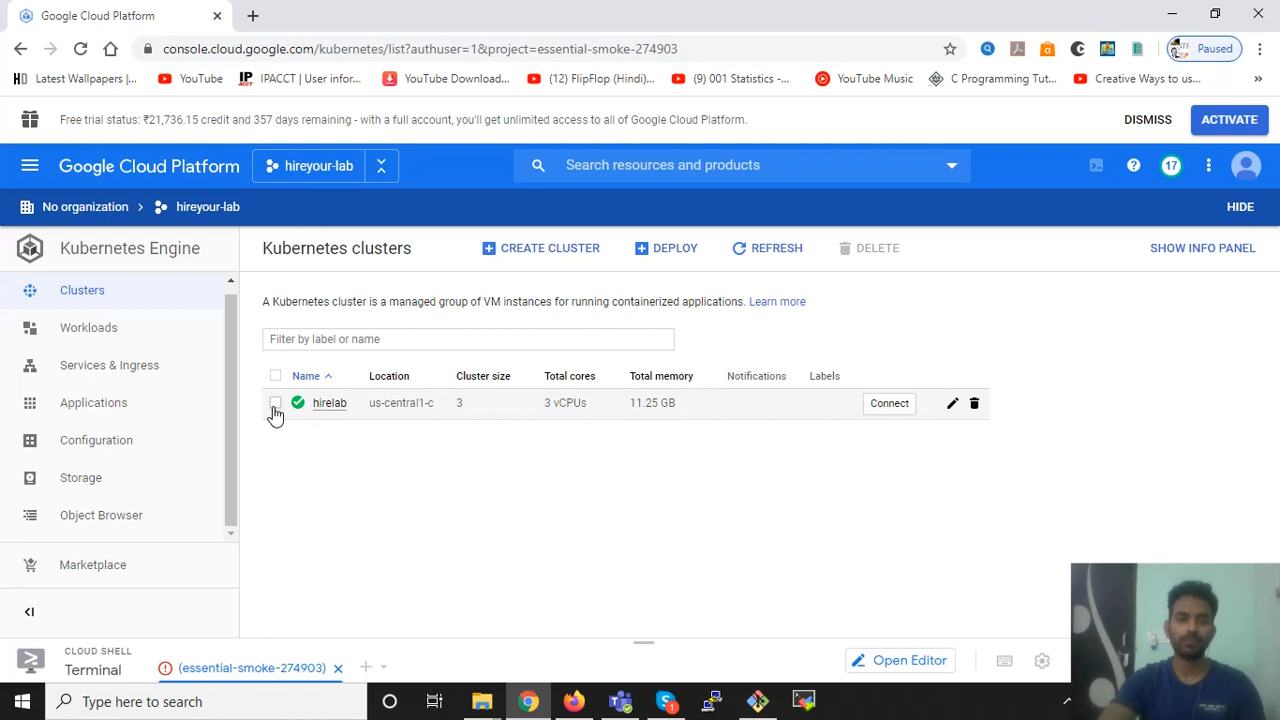 Google Cloud Platform
console.cloud.google.com/kubernetes/list?authuser=1&project=essential-smoke-274903
Paused
Latest Wallpapers |...
YouTube
IPACCT | User infor...
YouTube Download...
(12) FlipFlop (Hindi)...
(9) 001 Statistics -...
YouTube Music
C Programming Tut...
Creative Ways to us...
»
Free trial status: ₹21,736.15 credit and 357 days remaining - with a full account, you'll get unlimited access to all of Google Cloud Platform.
DISMISS
ACTIVATE
Google Cloud Platform
hireyour-lab
Search resources and products
17
No organization
hireyour-lab
HIDE
Kubernetes Engine
Kubernetes clusters
CREATE CLUSTER
DEPLOY
REFRESH
DELETE
SHOW INFO PANEL
Clusters
Workloads
Services & Ingress
Applications
Configuration
Storage
Object Browser
Marketplace
A Kubernetes cluster is a managed group of VM instances for running containerized applications. Learn more
Filter by label or name
Name Location Cluster size Total cores Total memory Notifications Labels
hirelab us-central1-c 3 3 vCPUs 11.25 GB Connect
CLOUD SHELL
Terminal
(essential-smoke-274903)
Open Editor
Type here to search